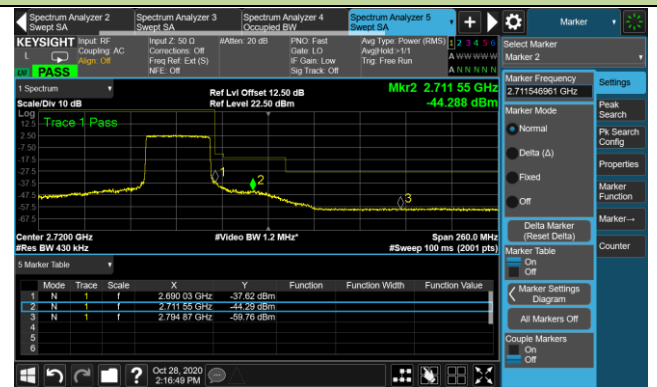 Spectrum Analyzer 2
Swept SA
Spectrum Analyzer 3
Swept SA
Spectrum Analyzer 4
Occupied BW
Spectrum Analyzer 5
Swept SA
Marker
KEYSIGHT
L
PASS
Input: RF
Coupling: AC
Align: Off
Input Z: 50 Ω
Corrections: Off
Freq Ref: Ext (S)
NFE: Off
#Atten: 20 dB
PNO: Fast
Gate: LO
IF Gain: Low
Sig Track: Off
Avg Type: Power (RMS)
Avg|Hold:>1/1
Trig: Free Run
1 2 3 4 5 6
A W W W W W
A N N N N N
1 Spectrum
Scale/Div 10 dB
Ref Lvl Offset 12.50 dB
Ref Level 22.50 dBm
Mkr2 2.711 55 GHz
-44.288 dBm
Log
Trace 1 Pass
12.5
2.50
-7.50
-17.5
-27.5
-37.5
-47.5
-57.5
-67.5
1
2
3
Center 2.7200 GHz
#Res BW 430 kHz
#Video BW 1.2 MHz*
Span 260.0 MHz
#Sweep 100 ms (2001 pts)
5 Marker Table
Mode Trace Scale X Y Function Function Width Function Value
1 N 1 f 2.690 03 GHz -37.62 dBm
2 N 1 f 2.711 55 GHz -44.29 dBm
3 N 1 f 2.794 87 GHz -59.76 dBm
4
5
6
Select Marker
Marker 2
Marker Frequency
2.711546961 GHz
Marker Mode
Normal
Delta (Δ)
Fixed
Off
Delta Marker
(Reset Delta)
Marker Table
On
Off
Marker Settings
Diagram
All Markers Off
Couple Markers
On
Off
Settings
Peak
Search
Pk Search
Config
Properties
Marker
Function
Marker→
Counter
Oct 28, 2020
2:16:49 PM